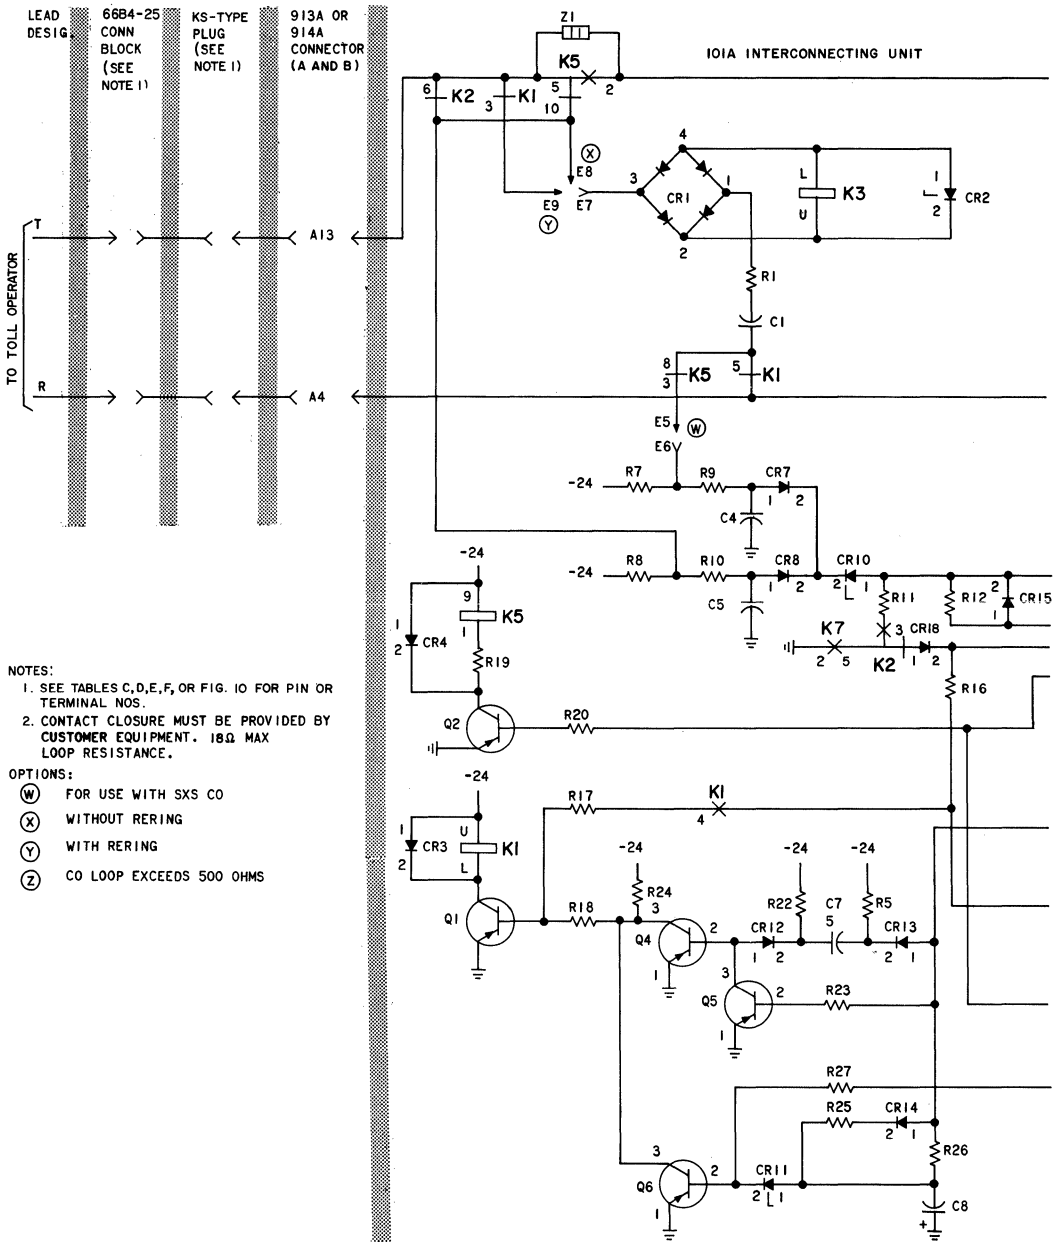 LEAD
DESIG.
66B4-25
CONN
BLOCK
(SEE
NOTE 1)
KS-TYPE
PLUG
(SEE
NOTE 1)
913A OR
914A
CONNECTOR
(A AND B)
Z1
101A INTERCONNECTING UNIT
K5
6 K2 3 K1 5 2
10
X
E8
E9 E7
Y
4
3 CR1 1
2
L
K3
U
1
CR2
2
TO TOLL OPERATOR
T A13
R1
C1
R A4
8 K5 5 K1
3
E5 W
E6
-24 R7 R9 CR7
1 2
C4
-24 R8 R10 CR8 CR10
1 2 2
C5
R11 R12 2 CR15
1
K7 3 CR18
2 5 K2 1 2
R16
-24
9
K5
1
1
CR4
2
R19
Q2 R20
NOTES:
1. SEE TABLES C,D,E,F, OR FIG. 10 FOR PIN OR
TERMINAL NOS.
2. CONTACT CLOSURE MUST BE PROVIDED BY
CUSTOMER EQUIPMENT. 18Ω MAX
LOOP RESISTANCE.
OPTIONS:
W FOR USE WITH SXS CO
X WITHOUT RERING
Y WITH RERING
Z CO LOOP EXCEEDS 500 OHMS
-24
R17 K1
4
1
CR3
2
U
K1
L
Q1 R18
-24 -24 -24
R24 R22 C7 R5
3 5
Q4 2 CR12 CR13
1 2 2 1
1
3
Q5 2 R23
1
R27
R25 CR14
2 1
R26
3
Q6 2 CR11
2 1
1
C8
+